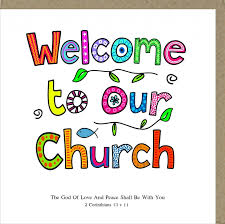 Welcome
to Our
Church
The God Of Love And Peace Shall Be With You
2 Corinthians 13 v 11